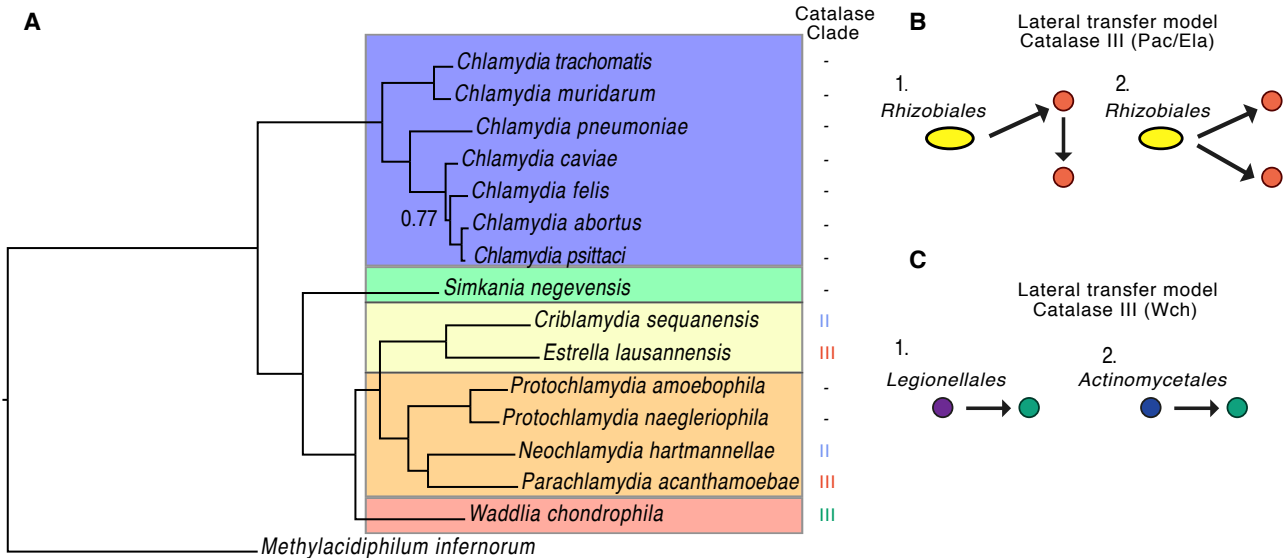 A
Catalase
Clade
Chlamydia trachomatis -
Chlamydia muridarum -
Chlamydia pneumoniae -
Chlamydia caviae -
Chlamydia felis -
0.77
Chlamydia abortus -
Chlamydia psittaci -
Simkania negevensis -
Criblamydia sequanensis II
Estrella lausannensis III
Protochlamydia amoebophila -
Protochlamydia naegleriophila -
Neochlamydia hartmannellae II
Parachlamydia acanthamoebae III
Waddlia chondrophila III
Methylacidiphilum infernorum
B
Lateral transfer model
Catalase III (Pac/Ela)
1.
Rhizobiales
2.
Rhizobiales
C
Lateral transfer model
Catalase III (Wch)
1.
Legionellales
2.
Actinomycetales